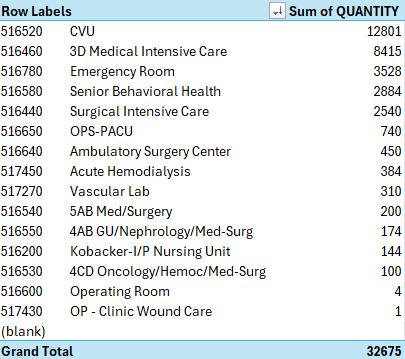 Row Labels Sum of QUANTITY
516520 CVU 12801
516460 3D Medical Intensive Care 8415
516780 Emergency Room 3528
516580 Senior Behavioral Health 2884
516440 Surgical Intensive Care 2540
516650 OPS-PACU 740
516640 Ambulatory Surgery Center 450
517450 Acute Hemodialysis 384
517270 Vascular Lab 310
516540 5AB Med/Surgery 200
516550 4AB GU/Nephrology/Med-Surg 174
516200 Kobacker-I/P Nursing Unit 144
516530 4CD Oncology/Hemoc/Med-Surg 100
516600 Operating Room 4
517430 OP - Clinic Wound Care 1
(blank)
Grand Total 32675